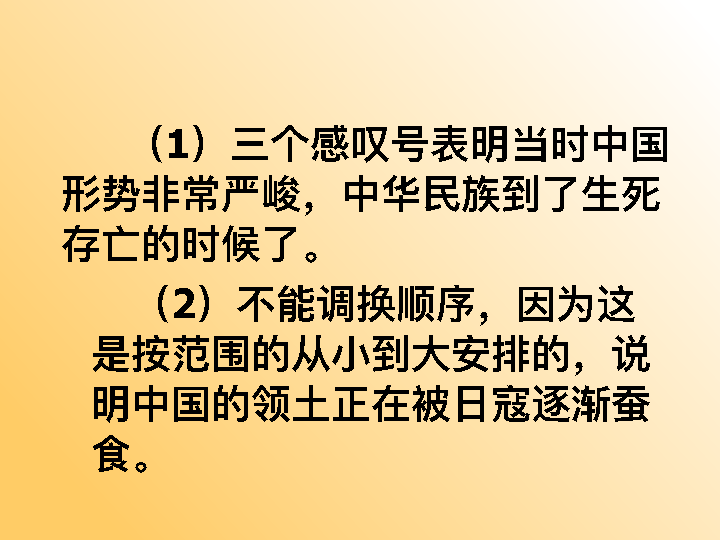 （1）三个感叹号表明当时中国
形势非常严峻，中华民族到了生死
存亡的时候了。
（2）不能调换顺序，因为这
是按范围的从小到大安排的，说
明中国的领土正在被日寇逐渐蚕
食。